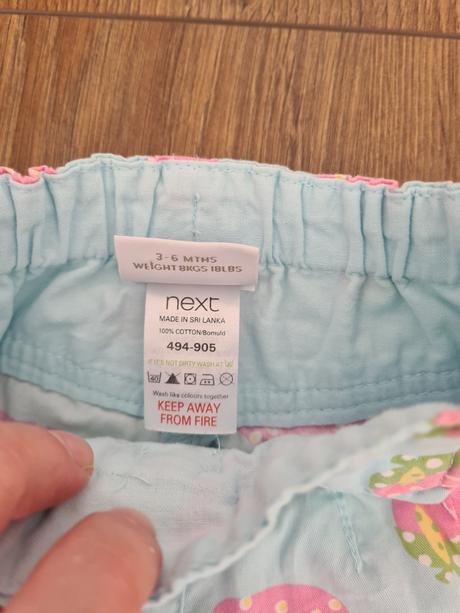 3-6 MTHS
WEIGHT 8KGS 18LBS
next
MADE IN SRI LANKA
100% COTTON/Bomuld
494-905
IF IT'S NOT DIRTY WASH AT 30°
40
Wash like colours together
KEEP AWAY
FROM FIRE